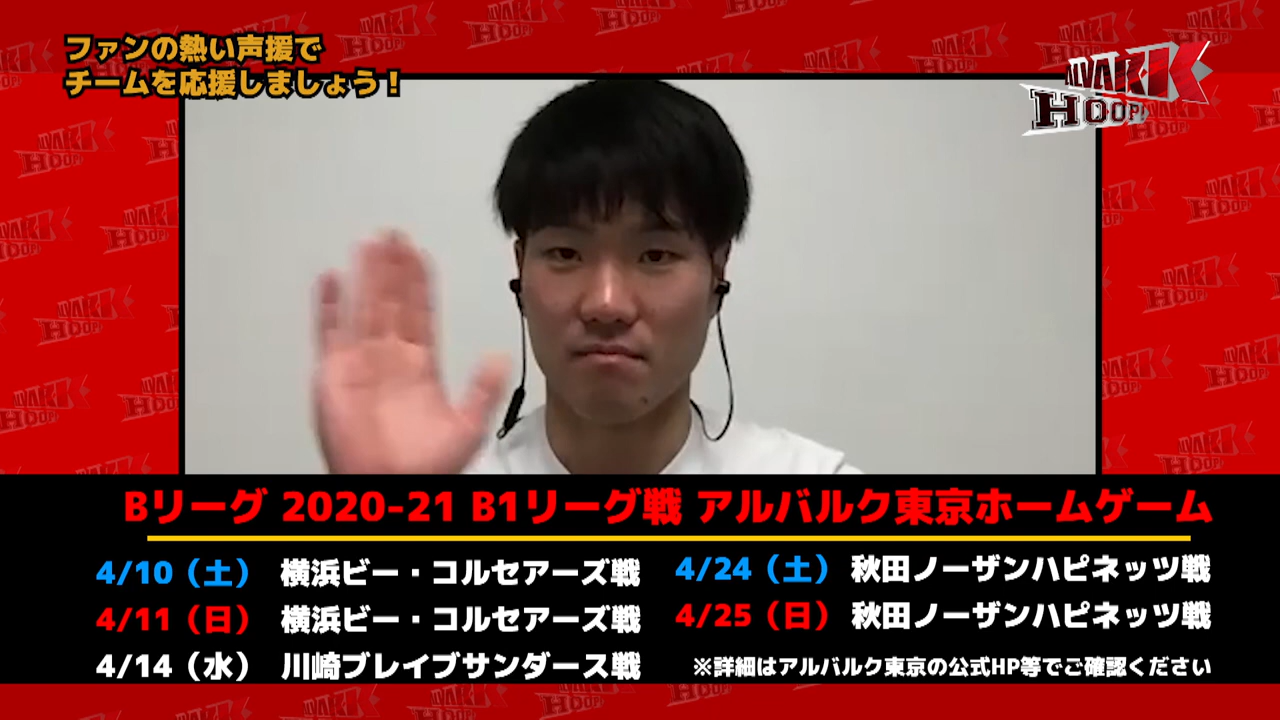 ファンの熱い声援で
チームを応援しましょう！
ALVARK
HOOP!
Bリーグ 2020-21 B1リーグ戦 アルバルク東京ホームゲーム
4/10（土） 横浜ビー・コルセアーズ戦
4/11（日） 横浜ビー・コルセアーズ戦
4/14（水） 川崎ブレイブサンダース戦
4/24（土） 秋田ノーザンハピネッツ戦
4/25（日） 秋田ノーザンハピネッツ戦
※詳細はアルバルク東京の公式HP等でご確認ください